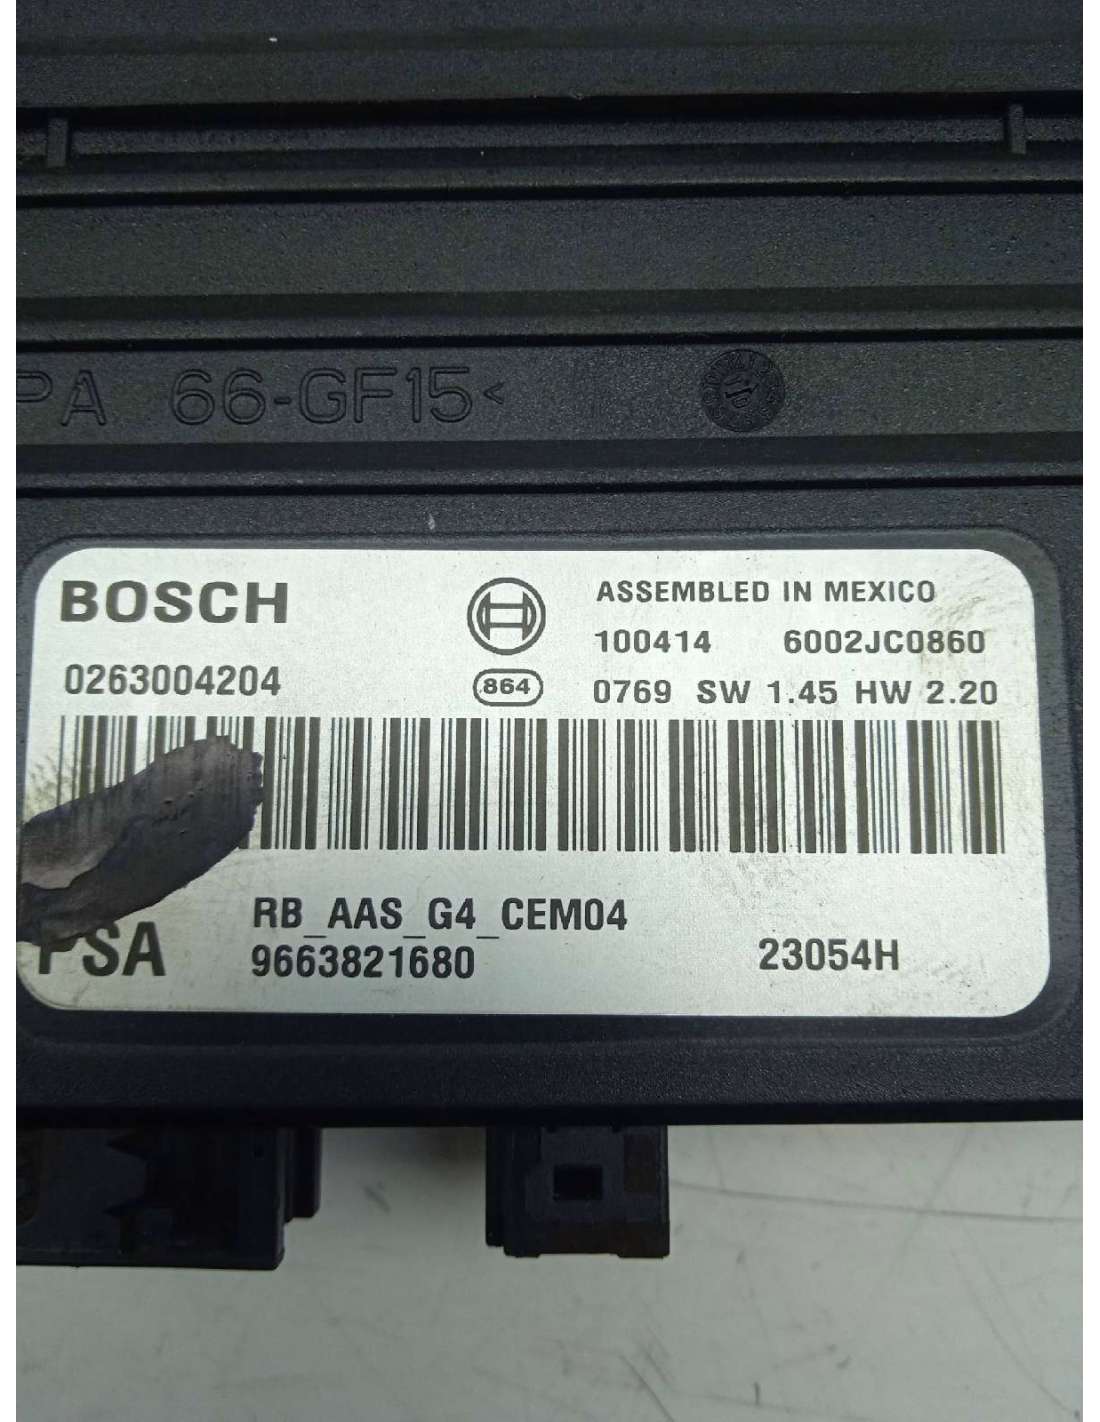 PA 66-GF15<
BOSCH
ASSEMBLED IN MEXICO
100414 6002JC0860
0263004204
864
0769 SW 1.45 HW 2.20
RB_AAS_G4_CEM04
PSA
9663821680
23054H